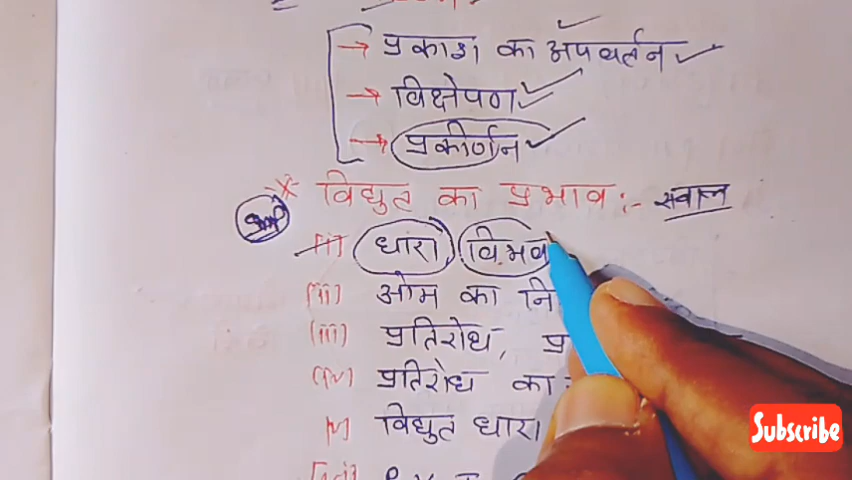 → प्रकाश का अपवर्तन
→ विक्षेपण
→ प्रकीर्णन
* विद्युत का प्रभाव :- सवाल
(i) धारा, विभव
(ii) ओम का नि
(iii) प्रतिरोध, प्र
(iv) प्रतिरोध का
v) विद्युत धारा
Subscribe